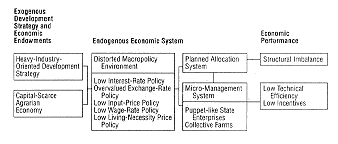 Exogenous
Development
Strategy and
Economic
Endowments
Endogenous Economic System
Economic
Performance
Heavy-Industry-
Oriented Development
Strategy
Capital-Scarce
Agrarian
Economy
Distorted Macropolicy
Environment
Low Interest-Rate Policy
Overvalued Exchange-Rate
Policy
Low Input-Price Policy
Low Wage-Rate Policy
Low Living-Necessity Price
Policy
Planned Allocation
System
Micro-Management
System
Puppet-like State
Enterprises
Collective Farms
Structural Imbalance
Low Technical
Efficiency
Low Incentives